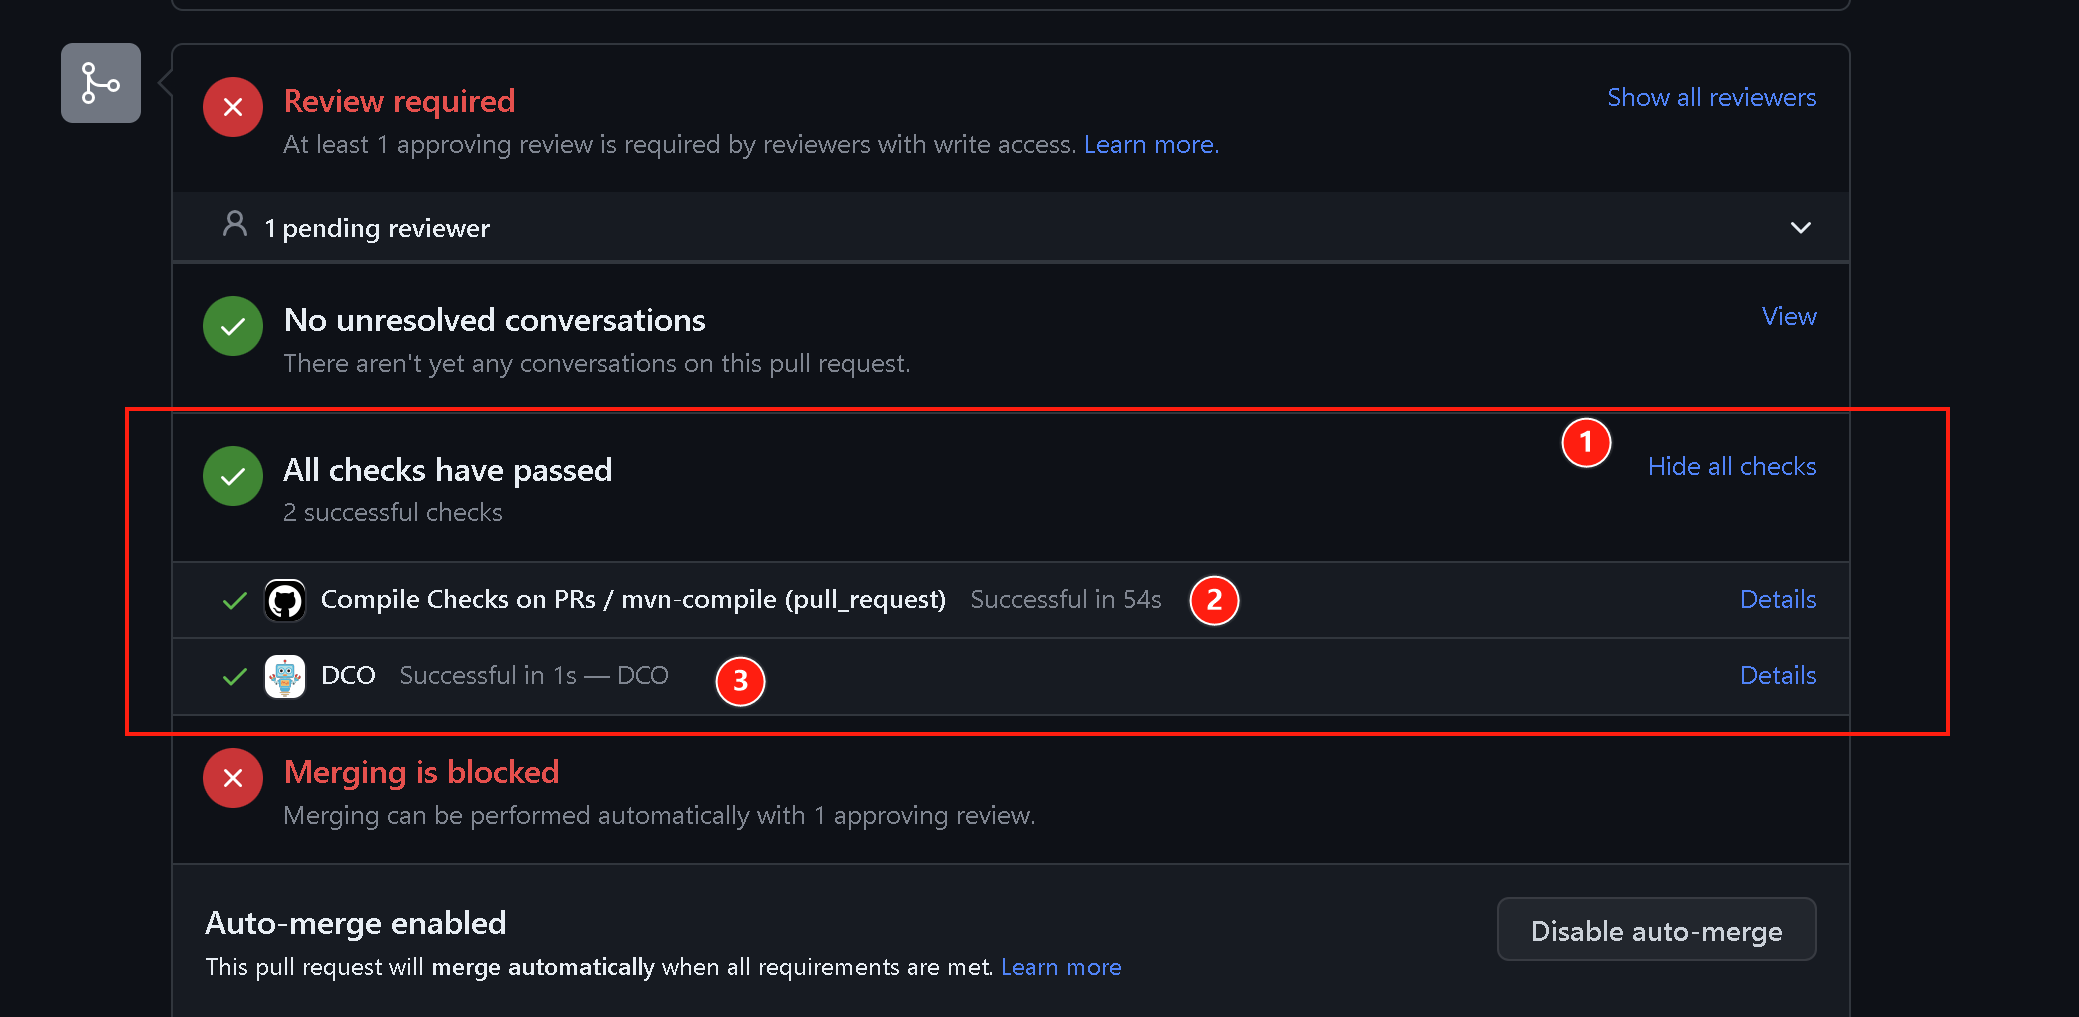 Review required
Show all reviewers
At least 1 approving review is required by reviewers with write access. Learn more.
1 pending reviewer
No unresolved conversations
View
There aren't yet any conversations on this pull request.
1
All checks have passed
Hide all checks
2 successful checks
Compile Checks on PRs / mvn-compile (pull_request) Successful in 54s 2 Details
DCO Successful in 1s — DCO 3 Details
Merging is blocked
Merging can be performed automatically with 1 approving review.
Auto-merge enabled
Disable auto-merge
This pull request will merge automatically when all requirements are met. Learn more